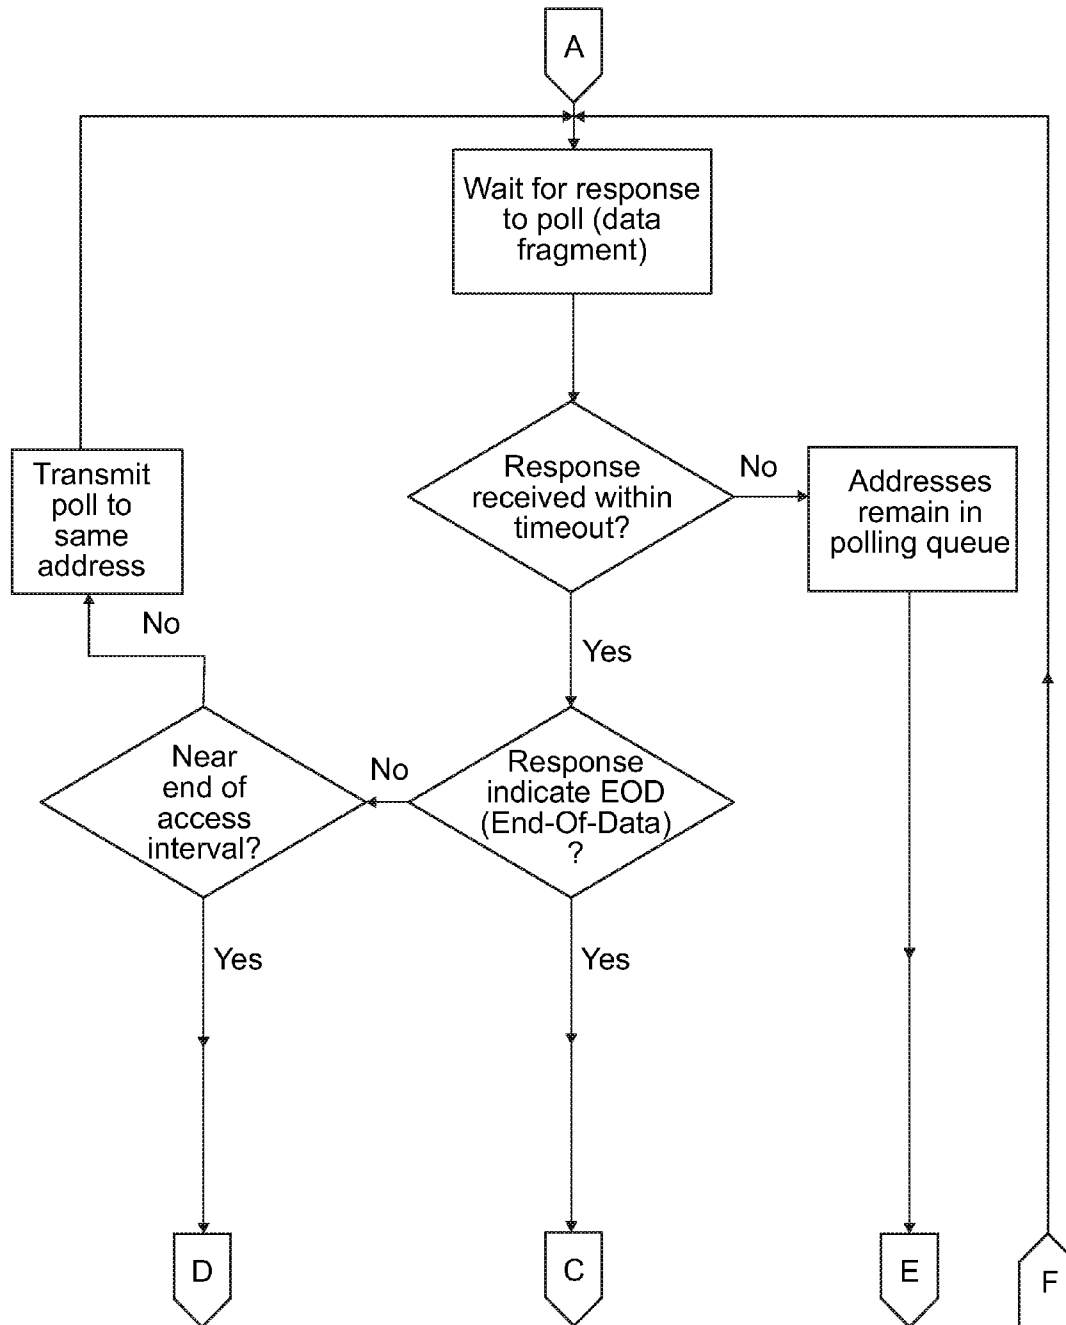 A
Wait for response
to poll (data
fragment)
Response
received within
timeout?
No
Addresses
remain in
polling queue
Transmit
poll to
same
address
No
Yes
Near
end of
access
interval?
No
Response
indicate EOD
(End-Of-Data)
?
Yes
Yes
D
C
E
F